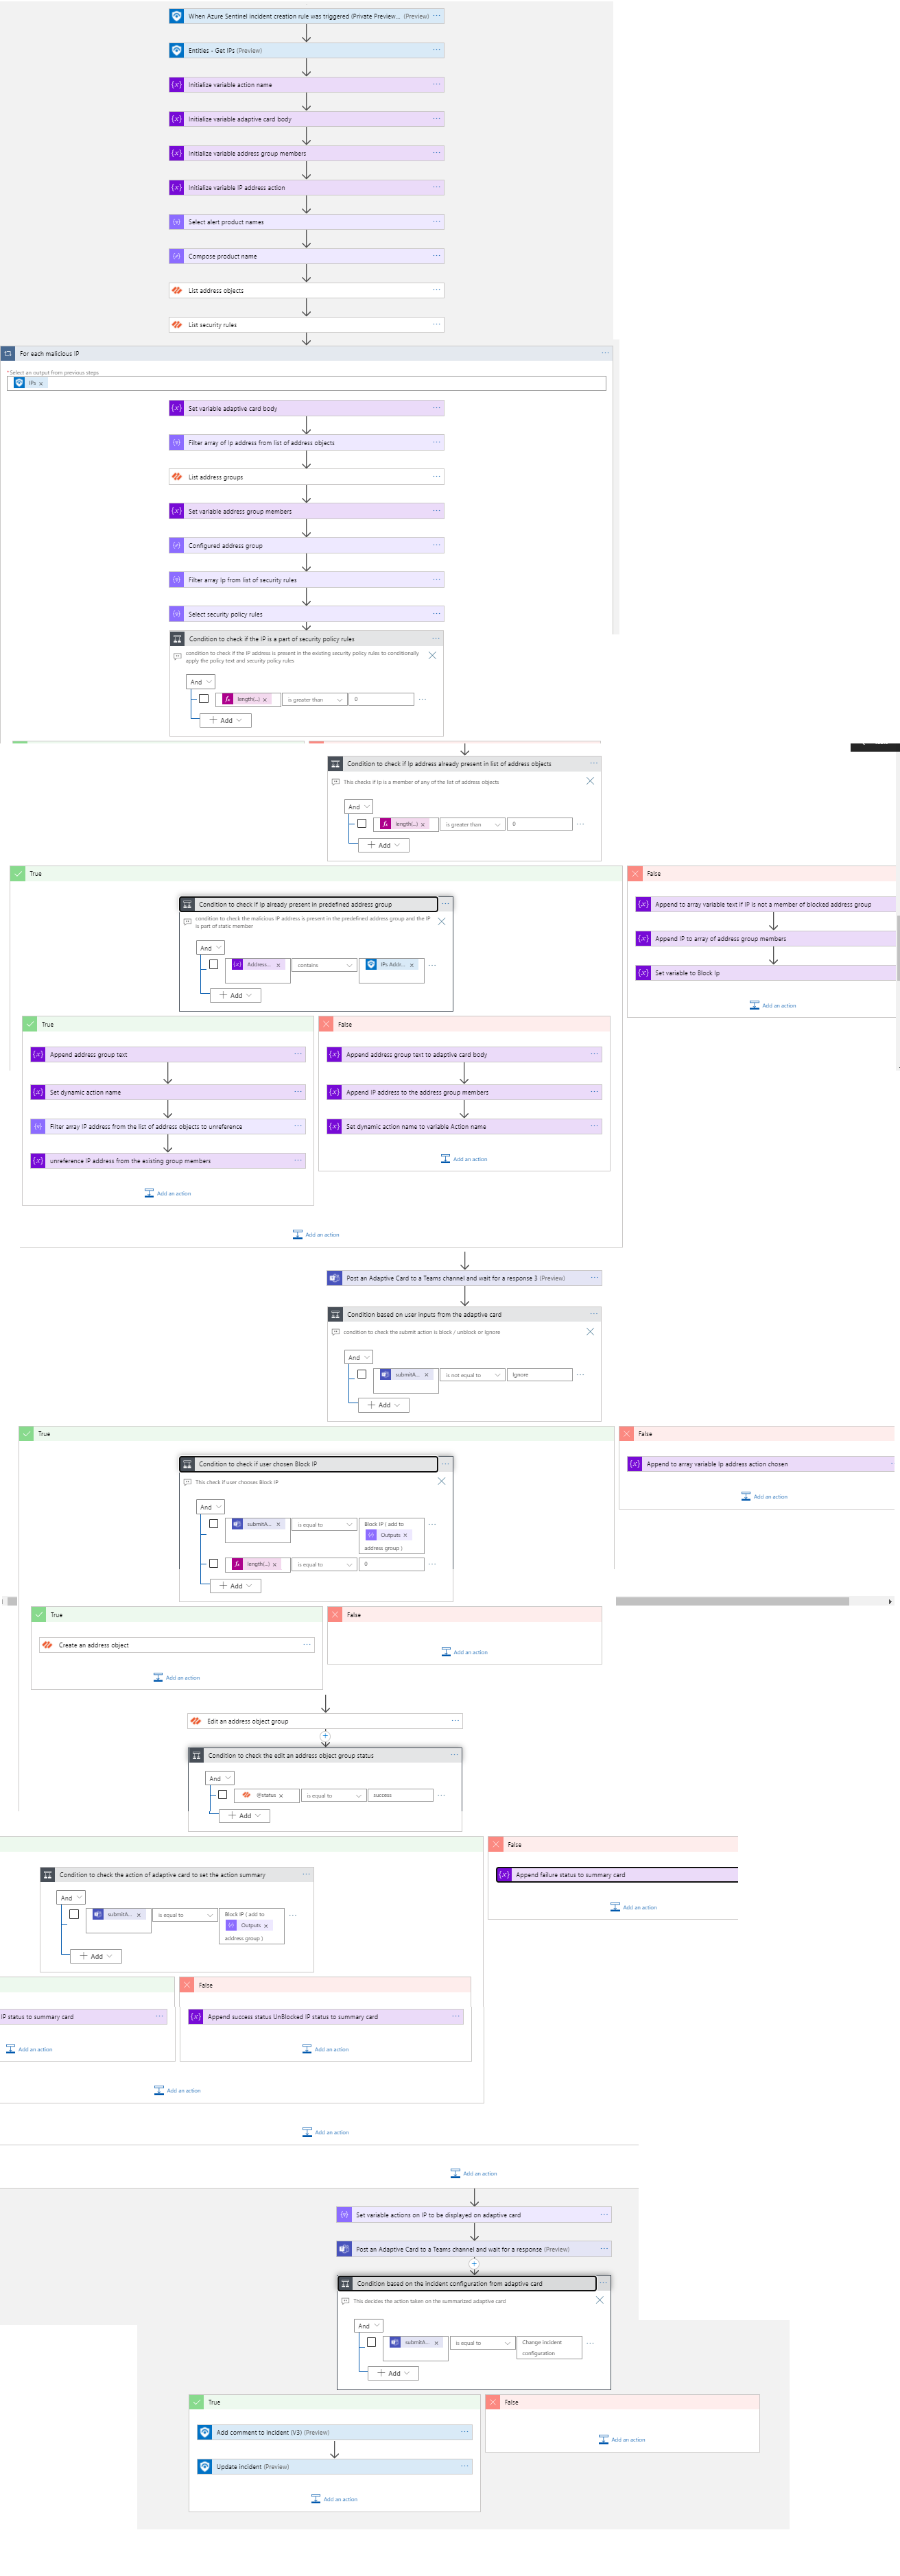 When Azure Sentinel incident creation rule was triggered (Private Preview... (Preview)
Entities - Get IPs (Preview)
Initialize variable action name
Initialize variable adaptive card body
Initialize variable address group members
Initialize variable IP address action
Select alert product names
Compose product name
List address objects
List security rules
For each malicious IP
*Select an output from previous steps
IPs ×
Set variable adaptive card body
Filter array of Ip address from list of address objects
List address groups
Set variable address group members
Configured address group
Filter array Ip from list of security rules
Select security policy rules
Condition to check if the IP is a part of security policy rules
condition to check if the IP address is present in the existing security policy rules to conditionally
apply the policy text and security policy rules
And
length(...) × is greater than 0
Add
Condition to check if Ip address already present in list of address objects
This checks if Ip is a member of any of the list of address objects
And
length(...) × is greater than 0
Add
True
False
Condition to check if Ip already present in predefined address group
condition to check the malicious IP address is present in the predefined address group and the IP
is part of static member
And
Address... × contains IPs Addr... ×
Add
Append to array variable text if IP is not a member of blocked address group
Append IP to array of address group members
Set variable to Block Ip
Add an action
True
False
Append address group text
Set dynamic action name
Filter array IP address from the list of address objects to unreference
unreference IP address from the existing group members
Add an action
Append address group text to adaptive card body
Append IP address to the address group members
Set dynamic action name to variable Action name
Add an action
Add an action
Post an Adaptive Card to a Teams channel and wait for a response 3 (Preview)
Condition based on user inputs from the adaptive card
condition to check the submit action is block / unblock or Ignore
And
submitA... × is not equal to Ignore
Add
True
False
Condition to check if user chosen Block IP
This check if user chooses Block IP
And
submitA... × is equal to Block IP ( add to
Outputs ×
address group )
length(...) × is equal to 0
Add
Append to array variable Ip address action chosen
Add an action
True
False
Create an address object
Add an action
Add an action
Edit an address object group
Condition to check the edit an address object group status
And
@status × is equal to success
Add
False
Condition to check the action of adaptive card to set the action summary
And
submitA... × is equal to Block IP ( add to
Outputs ×
address group )
Add
Append failure status to summary card
Add an action
False
IP status to summary card
Add an action
Append success status UnBlocked IP status to summary card
Add an action
Add an action
Add an action
Add an action
Set variable actions on IP to be displayed on adaptive card
Post an Adaptive Card to a Teams channel and wait for a response (Preview)
Condition based on the incident configuration from adaptive card
This decides the action taken on the summarized adaptive card
And
submitA... × is equal to Change incident
configuration
Add
True
False
Add comment to incident (V3) (Preview)
Update incident (Preview)
Add an action
Add an action